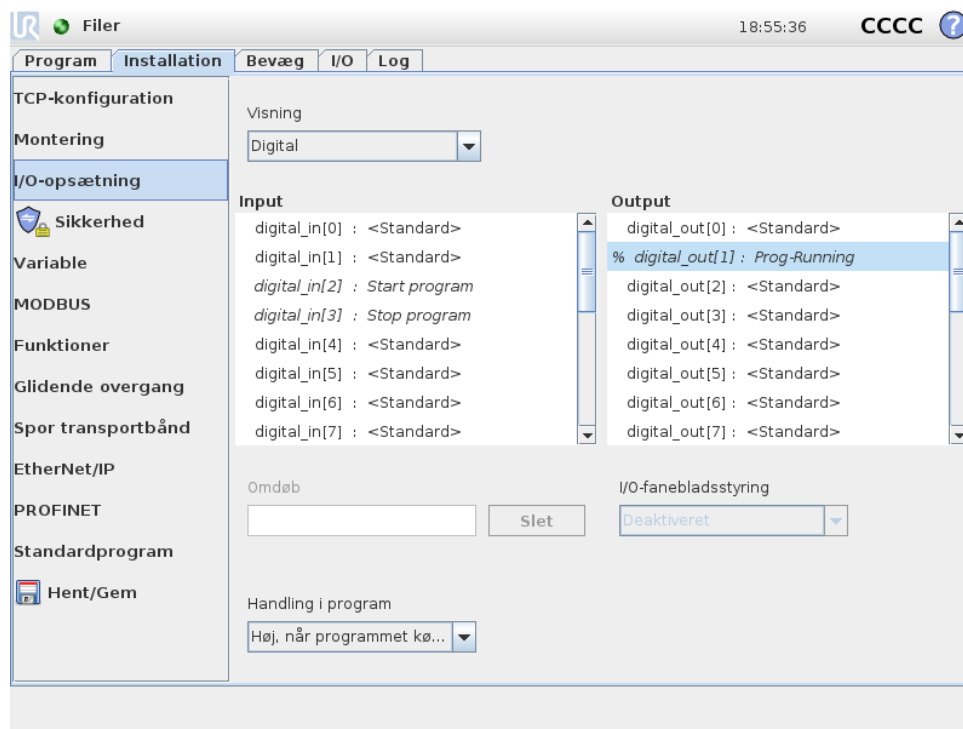 UR Filer 18:55:36 CCCC ?
Program Installation Bevæg I/O Log
TCP-konfiguration
Montering
I/O-opsætning
Sikkerhed
Variable
MODBUS
Funktioner
Glidende overgang
Spor transportbånd
EtherNet/IP
PROFINET
Standardprogram
Hent/Gem
Visning
Digital
Input
digital_in[0] : <Standard>
digital_in[1] : <Standard>
digital_in[2] : Start program
digital_in[3] : Stop program
digital_in[4] : <Standard>
digital_in[5] : <Standard>
digital_in[6] : <Standard>
digital_in[7] : <Standard>
Output
digital_out[0] : <Standard>
% digital_out[1] : Prog-Running
digital_out[2] : <Standard>
digital_out[3] : <Standard>
digital_out[4] : <Standard>
digital_out[5] : <Standard>
digital_out[6] : <Standard>
digital_out[7] : <Standard>
Omdøb
Slet
I/O-fanebladsstyring
Deaktiveret
Handling i program
Høj, når programmet kø...